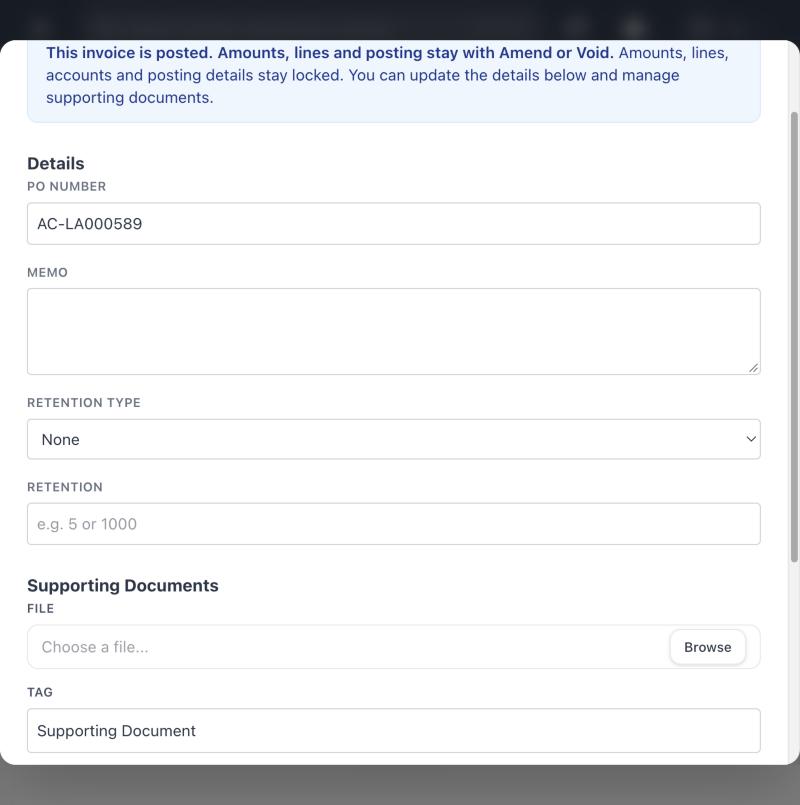 This invoice is posted. Amounts, lines and posting stay with Amend or Void. Amounts, lines,
accounts and posting details stay locked. You can update the details below and manage
supporting documents.
Details
PO NUMBER
AC-LA000589
MEMO
RETENTION TYPE
None
RETENTION
e.g. 5 or 1000
Supporting Documents
FILE
Choose a file...
Browse
TAG
Supporting Document